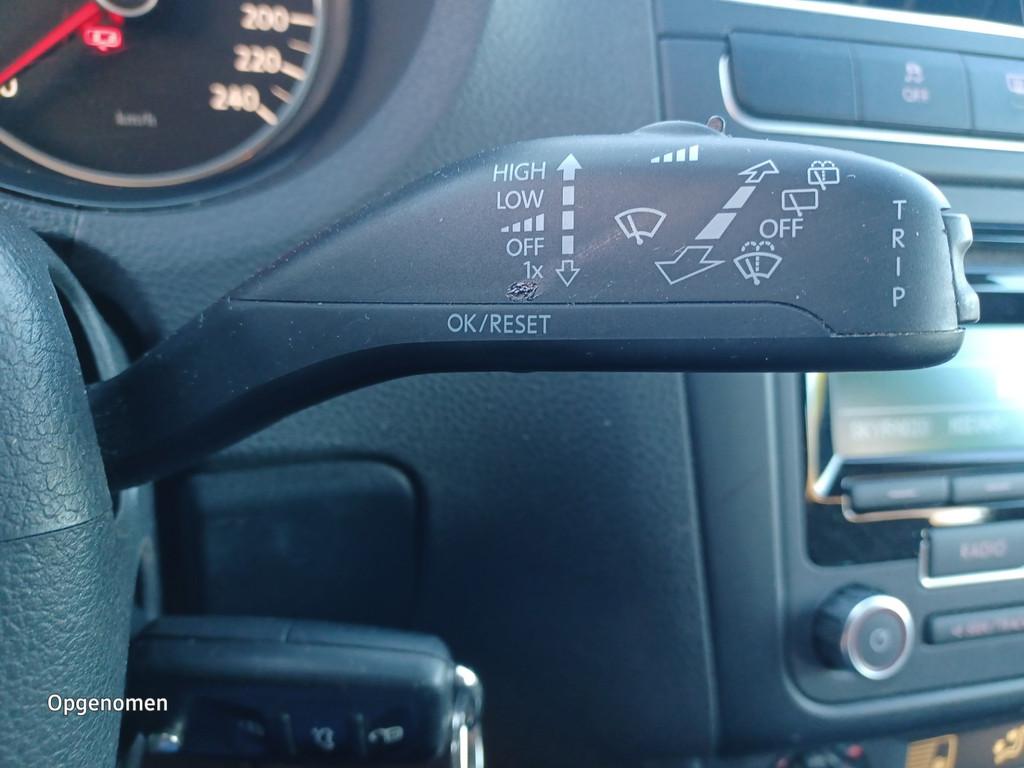 200
220
240
km/h
OFF
HIGH
LOW
OFF
1x
OFF
TRIP
OK/RESET
RADIO
Opgenomen